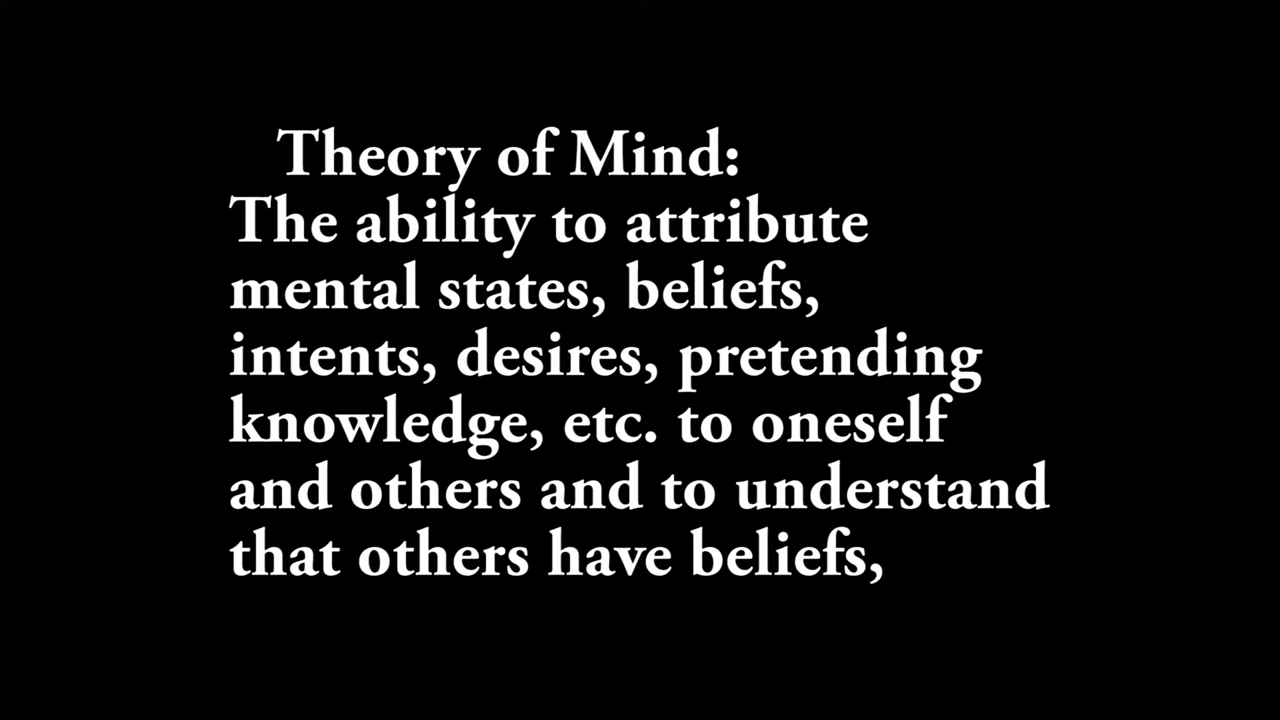 Theory of Mind:
The ability to attribute
mental states, beliefs,
intents, desires, pretending
knowledge, etc. to oneself
and others and to understand
that others have beliefs,